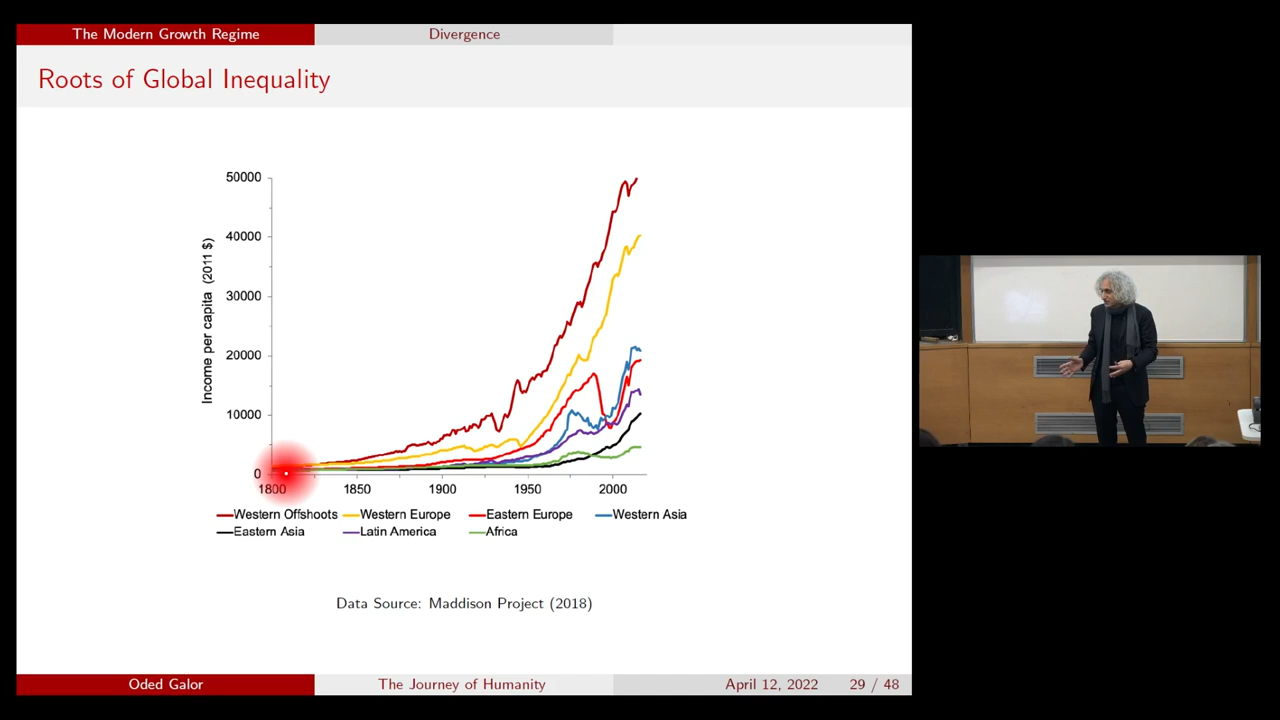 The Modern Growth Regime
Divergence
Roots of Global Inequality
50000
40000
30000
20000
10000
0
Income per capita (2011 $)
1800 1850 1900 1950 2000
Western Offshoots Western Europe Eastern Europe Western Asia
Eastern Asia Latin America Africa
Data Source: Maddison Project (2018)
Oded Galor
The Journey of Humanity
April 12, 2022 29 / 48